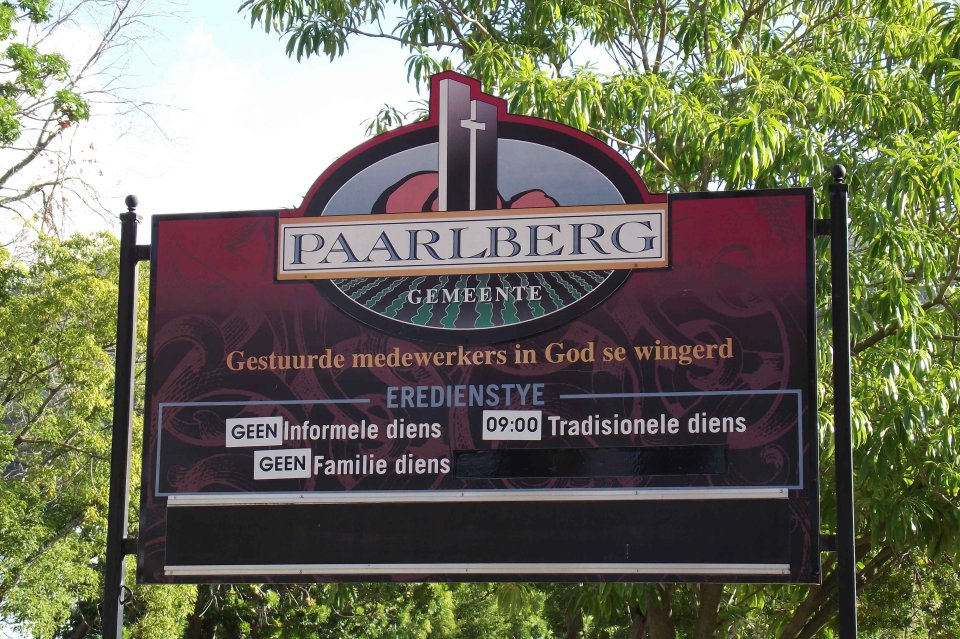 PAARLBERG
GEMEENTE
Gestuurde medewerkers in God se wingerd
EREDIENSTYE
GEEN Informele diens 09:00 Tradisionele diens
GEEN Familie diens